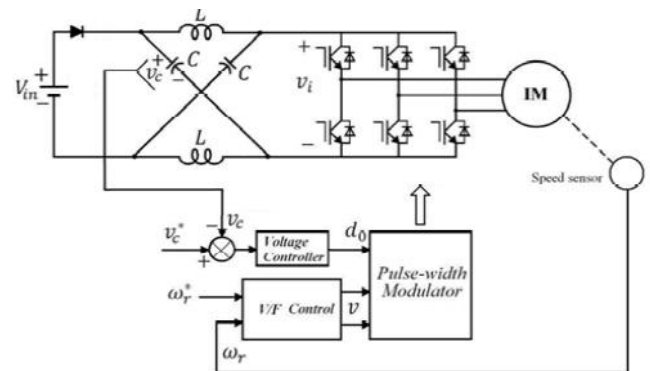 L
+
C
C
v_c
+
−
V_in
+
−
v_i
−
IM
L
Speed sensor
−
v_c
v_c*
+
Voltage
Controller
d_0
Pulse-width
Modulator
ω_r*
V/F Control
v
ω_r